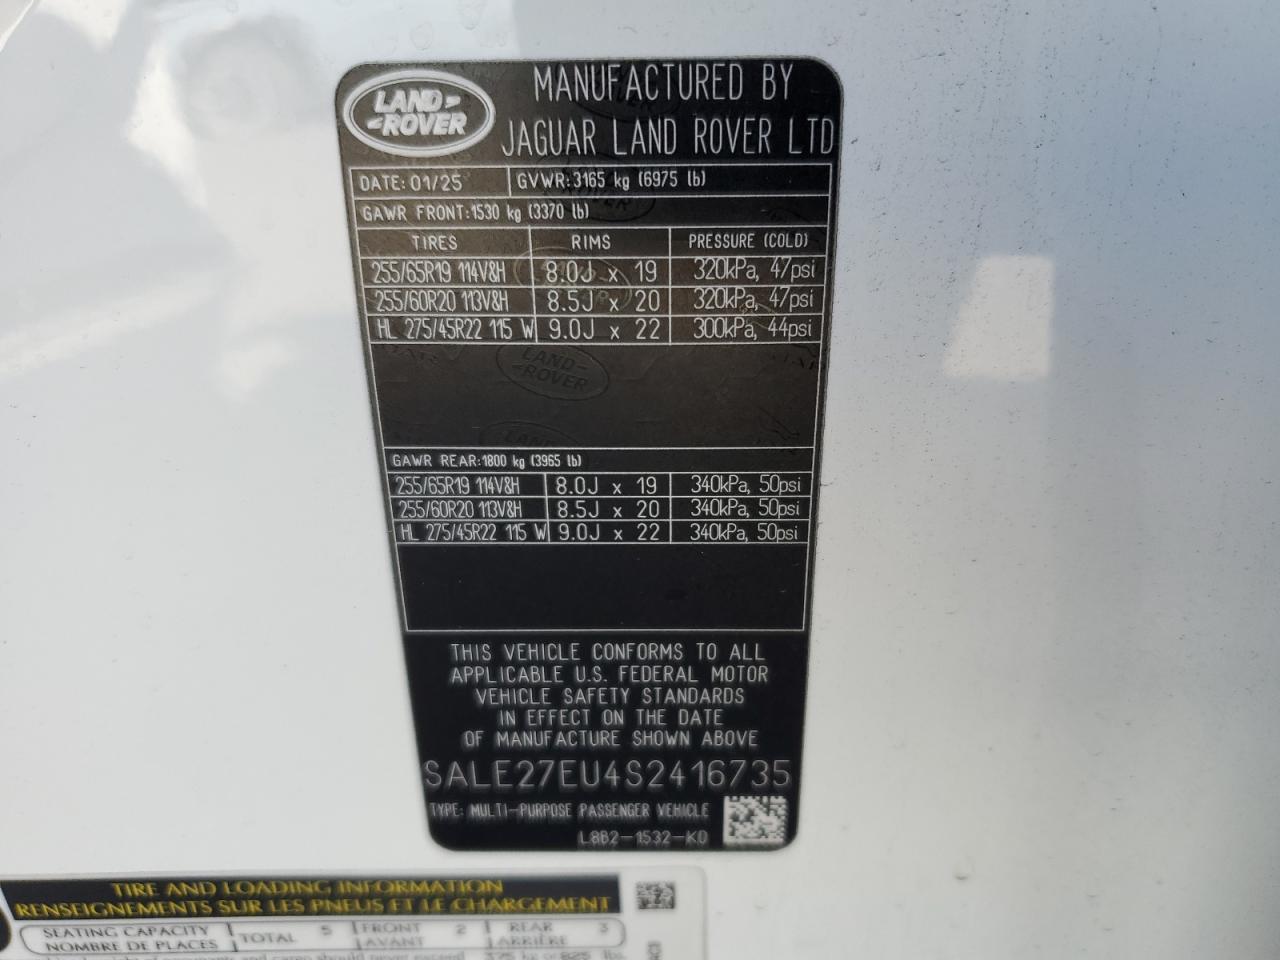 LAND-
-ROVER
MANUFACTURED BY
JAGUAR LAND ROVER LTD
DATE: 01/25 GVWR:3165 kg (6975 lb)
GAWR FRONT:1530 kg (3370 lb)
TIRES RIMS PRESSURE (COLD)
255/65R19 114V&H 8.0J x 19 320kPa, 47psi
255/60R20 113V&H 8.5J x 20 320kPa, 47psi
HL 275/45R22 115 W 9.0J x 22 300kPa, 44psi
LAND-
-ROVER
GAWR REAR:1800 kg (3965 lb)
255/65R19 114V&H 8.0J x 19 340kPa, 50psi
255/60R20 113V&H 8.5J x 20 340kPa, 50psi
HL 275/45R22 115 W 9.0J x 22 340kPa, 50psi
THIS VEHICLE CONFORMS TO ALL
APPLICABLE U.S. FEDERAL MOTOR
VEHICLE SAFETY STANDARDS
IN EFFECT ON THE DATE
OF MANUFACTURE SHOWN ABOVE
SALE27EU4S2416735
TYPE: MULTI-PURPOSE PASSENGER VEHICLE
L8B2-1532-KD
TIRE AND LOADING INFORMATION
RENSEIGNEMENTS SUR LES PNEUS ET LE CHARGEMENT
SEATING CAPACITY TOTAL 5 FRONT 2 REAR 3
NOMBRE DE PLACES AVANT ARRIÈRE